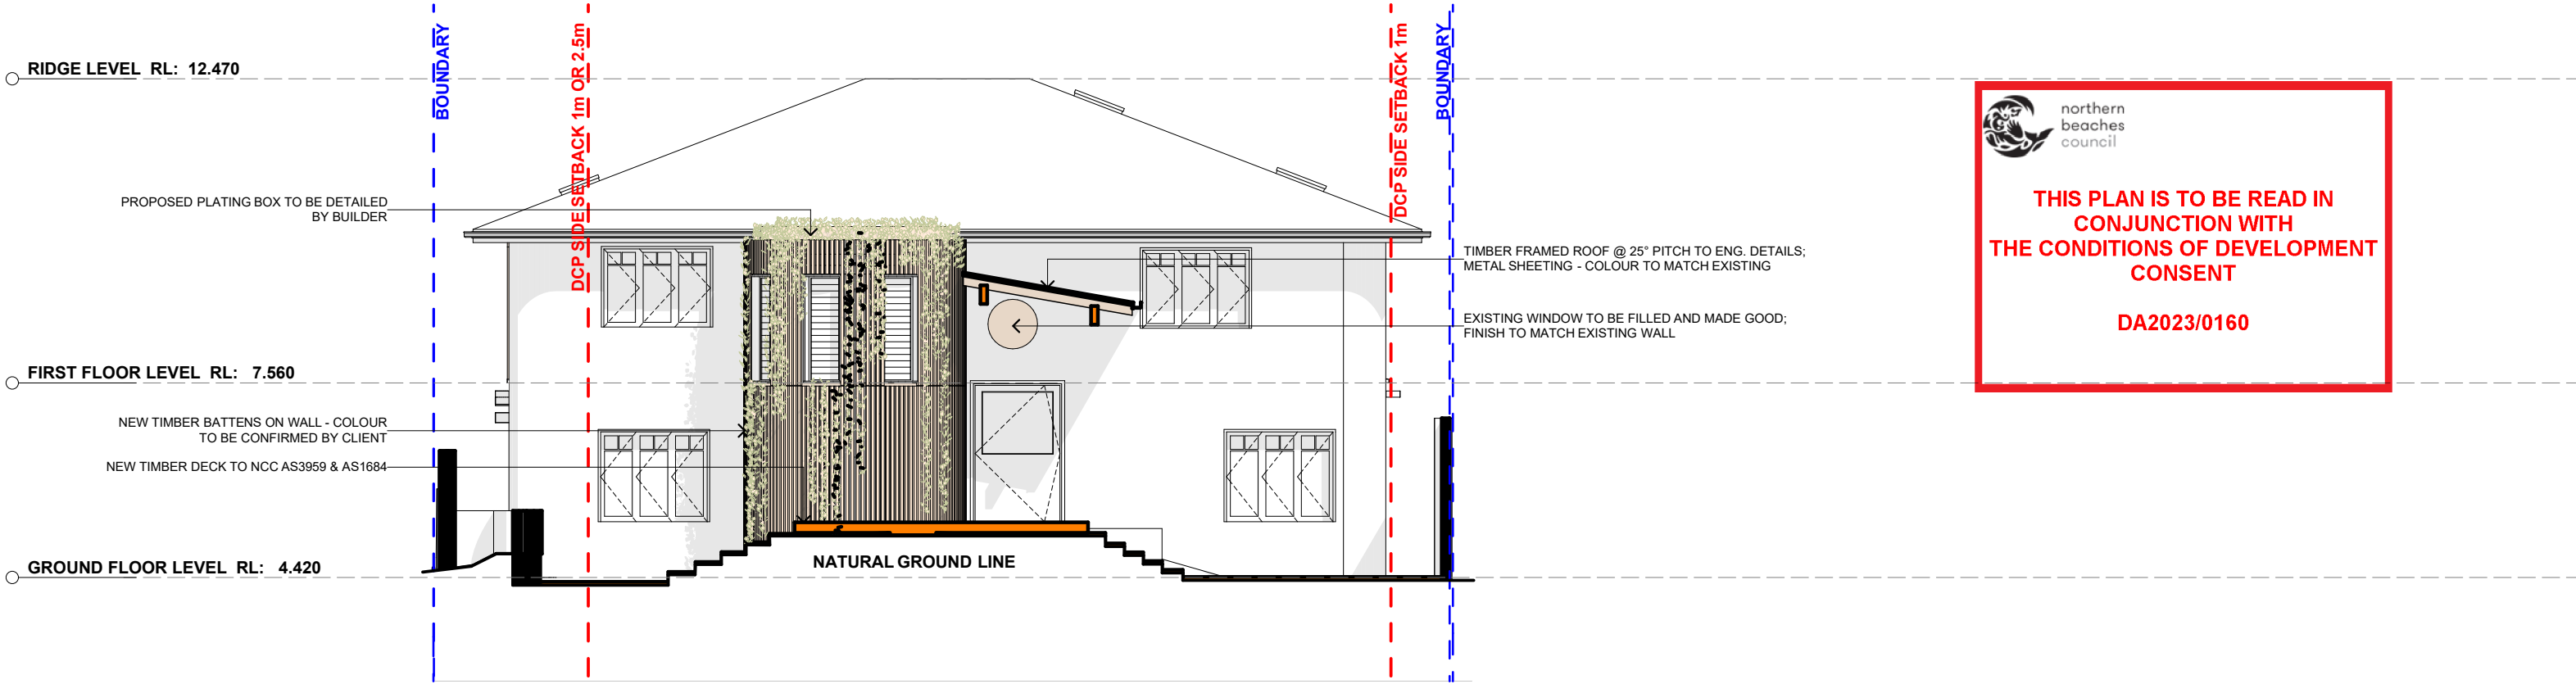 RIDGE LEVEL RL: 12.470
BOUNDARY
DCP SIDE SETBACK 1m OR 2.5m
DCP SIDE SETBACK 1m
BOUNDARY
northern
beaches
council
THIS PLAN IS TO BE READ IN
CONJUNCTION WITH
THE CONDITIONS OF DEVELOPMENT
CONSENT
DA2023/0160
PROPOSED PLATING BOX TO BE DETAILED
BY BUILDER
TIMBER FRAMED ROOF @ 25° PITCH TO ENG. DETAILS;
METAL SHEETING - COLOUR TO MATCH EXISTING
EXISTING WINDOW TO BE FILLED AND MADE GOOD;
FINISH TO MATCH EXISTING WALL
FIRST FLOOR LEVEL RL: 7.560
NEW TIMBER BATTENS ON WALL - COLOUR
TO BE CONFIRMED BY CLIENT
NEW TIMBER DECK TO NCC AS3959 & AS1684
NATURAL GROUND LINE
GROUND FLOOR LEVEL RL: 4.420